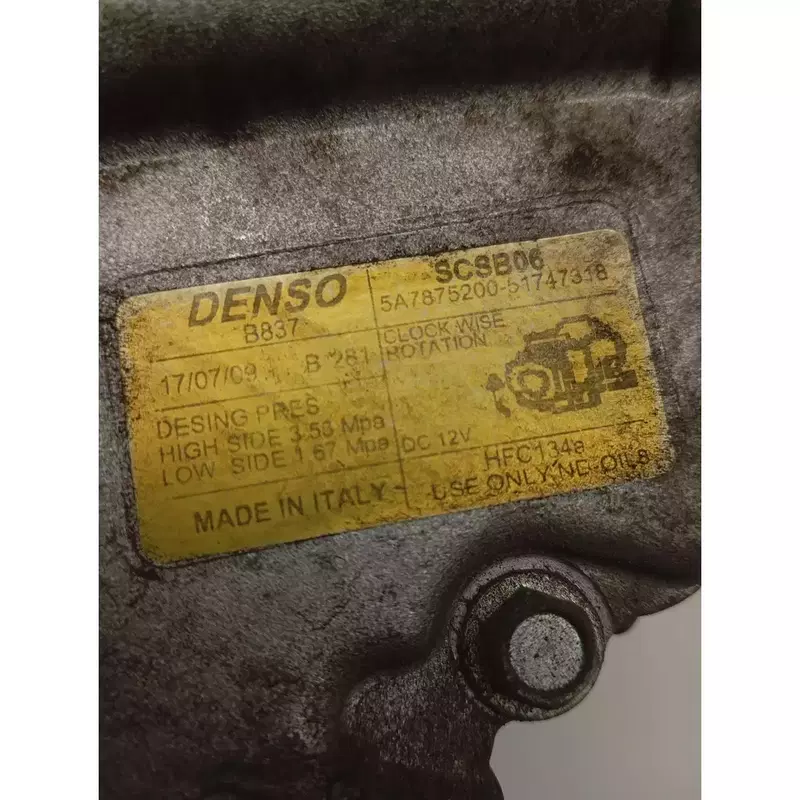 DENSO
B837
SCSB06
5A7875200-51747318
17/07/09 B 281
CLOCK WISE
ROTATION
DESING PRES
HIGH SIDE 3.56 Mpa
LOW SIDE 1.67 Mpa
DC 12V
MADE IN ITALY
HFC134a
USE ONLY ND-OIL8